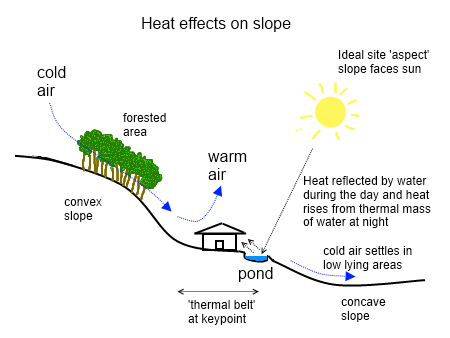 Heat effects on slope
Ideal site 'aspect'
slope faces sun
cold
air
forested
area
warm
air
Heat reflected by water
during the day and heat
rises from thermal mass
of water at night
convex
slope
cold air settles in
low lying areas
pond
'thermal belt'
at keypoint
concave
slope